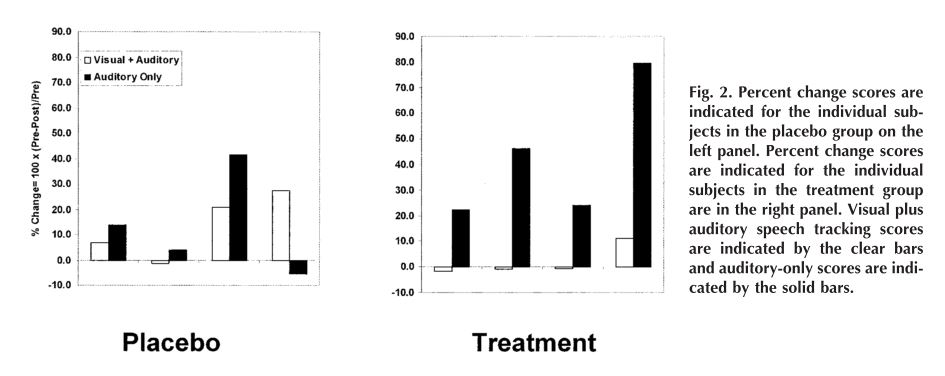 90.0
80.0
70.0
60.0
50.0
40.0
30.0
20.0
10.0
0.0
-10.0
% Change= 100 x (Pre-Post)/Pre)
Visual + Auditory
Auditory Only
Placebo
90.0
80.0
70.0
60.0
50.0
40.0
30.0
20.0
10.0
0.0
-10.0
Treatment
Fig. 2. Percent change scores are
indicated for the individual sub-
jects in the placebo group on the
left panel. Percent change scores
are indicated for the individual
subjects in the treatment group
are in the right panel. Visual plus
auditory speech tracking scores
are indicated by the clear bars
and auditory-only scores are indi-
cated by the solid bars.